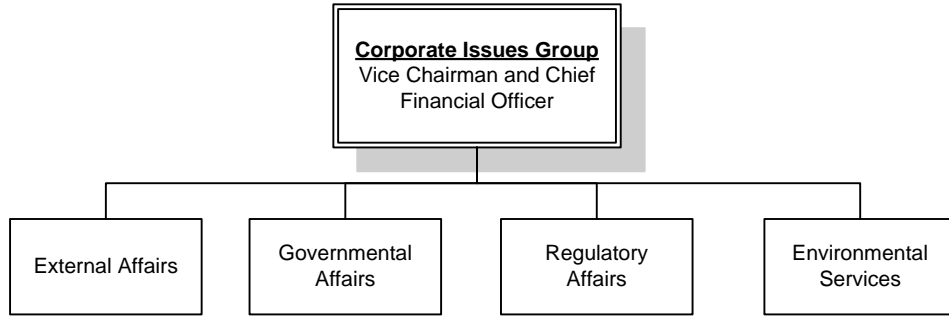 Corporate Issues Group
Vice Chairman and Chief
Financial Officer
External Affairs
Governmental
Affairs
Regulatory
Affairs
Environmental
Services